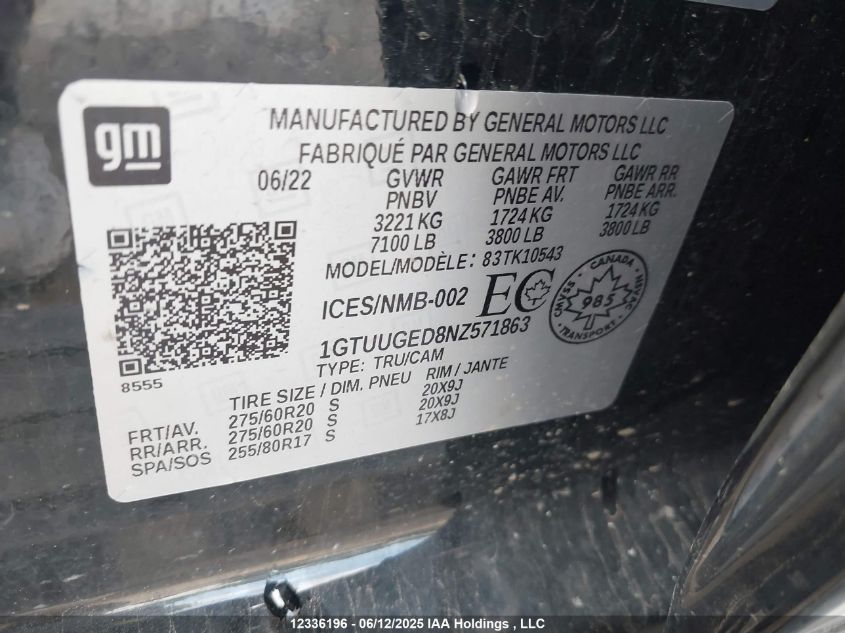 gm
MANUFACTURED BY GENERAL MOTORS LLC
FABRIQUÉ PAR GENERAL MOTORS LLC
06/22 GVWR GAWR FRT GAWR RR
PNBV PNBE AV. PNBE ARR.
3221 KG 1724 KG 1724 KG
7100 LB 3800 LB 3800 LB
MODEL/MODÈLE: 83TK10543
ICES/NMB-002 EC
CANADA
CMVSS 985 NSVAC
TRANSPORT
1GTUUGED8NZ571863
TYPE: TRU/CAM
8555
TIRE SIZE / DIM. PNEU RIM / JANTE
FRT/AV. 275/60R20 S 20X9J
RR/ARR. 275/60R20 S 20X9J
SPA/SOS 255/80R17 S 17X8J
12336196 - 06/12/2025 IAA Holdings , LLC